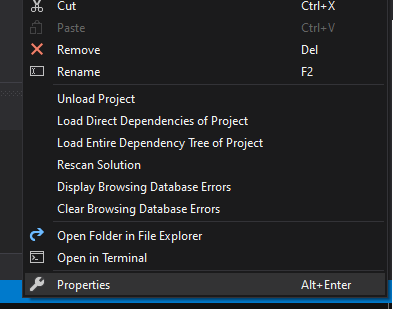 Cut Ctrl+X
Paste Ctrl+V
Remove Del
Rename F2
Unload Project
Load Direct Dependencies of Project
Load Entire Dependency Tree of Project
Rescan Solution
Display Browsing Database Errors
Clear Browsing Database Errors
Open Folder in File Explorer
Open in Terminal
Properties Alt+Enter